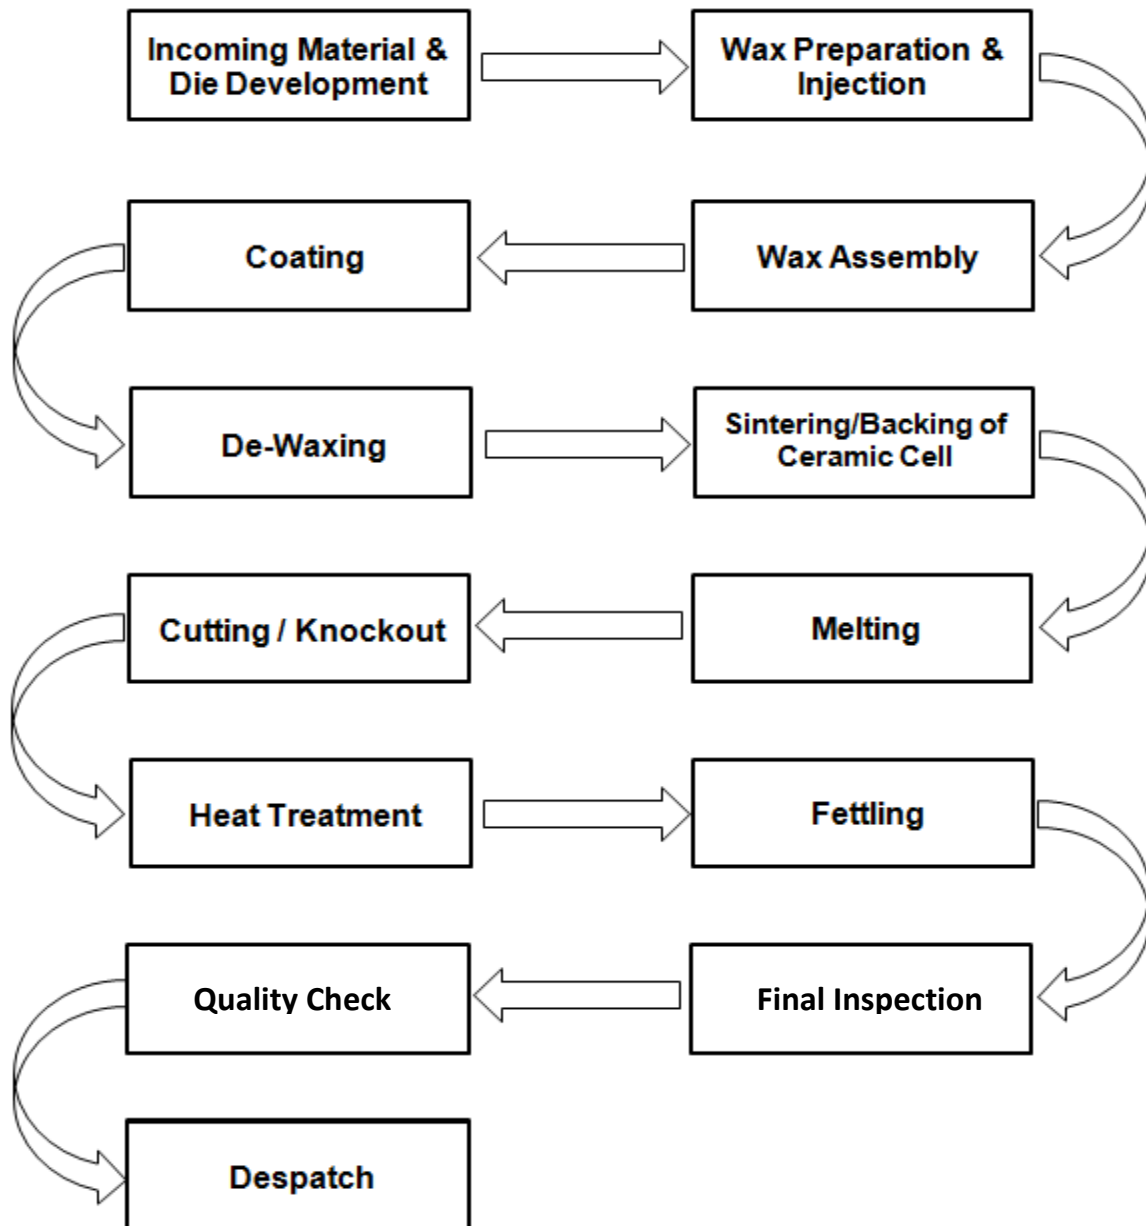 Incoming Material &
Die Development
Wax Preparation &
Injection
Wax Assembly
Coating
De-Waxing
Sintering/Backing of
Ceramic Cell
Melting
Cutting / Knockout
Heat Treatment
Fettling
Final Inspection
Quality Check
Despatch